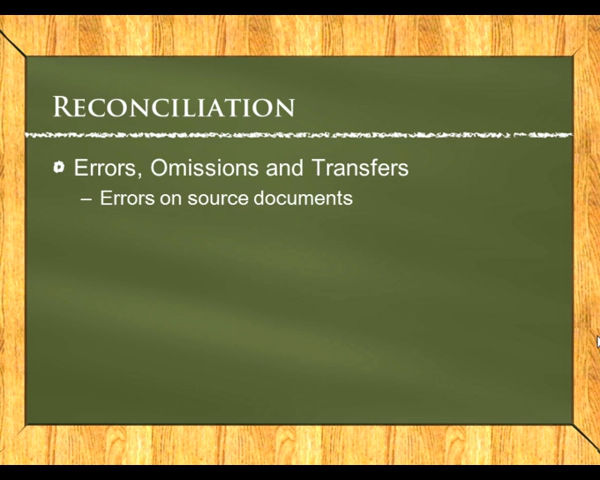 Reconciliation
Errors, Omissions and Transfers
– Errors on source documents